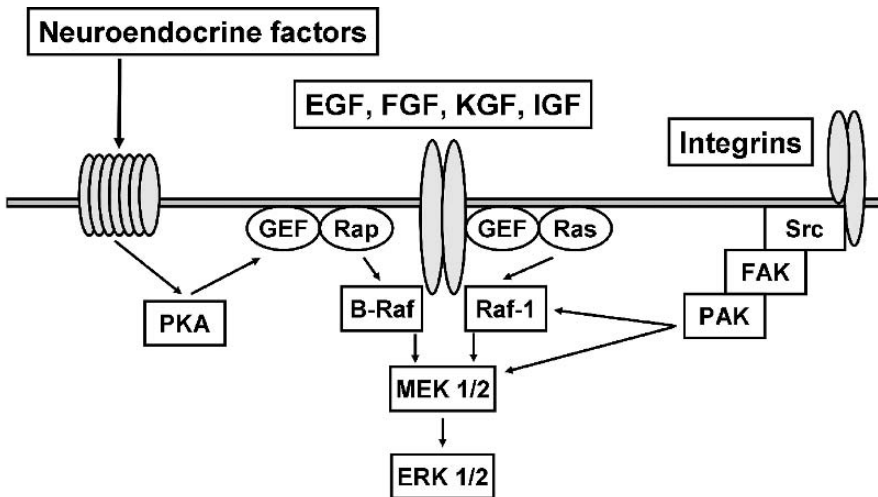 Neuroendocrine factors
EGF, FGF, KGF, IGF
Integrins
GEF
Rap
GEF
Ras
Src
FAK
PKA
B-Raf
Raf-1
PAK
MEK 1/2
ERK 1/2